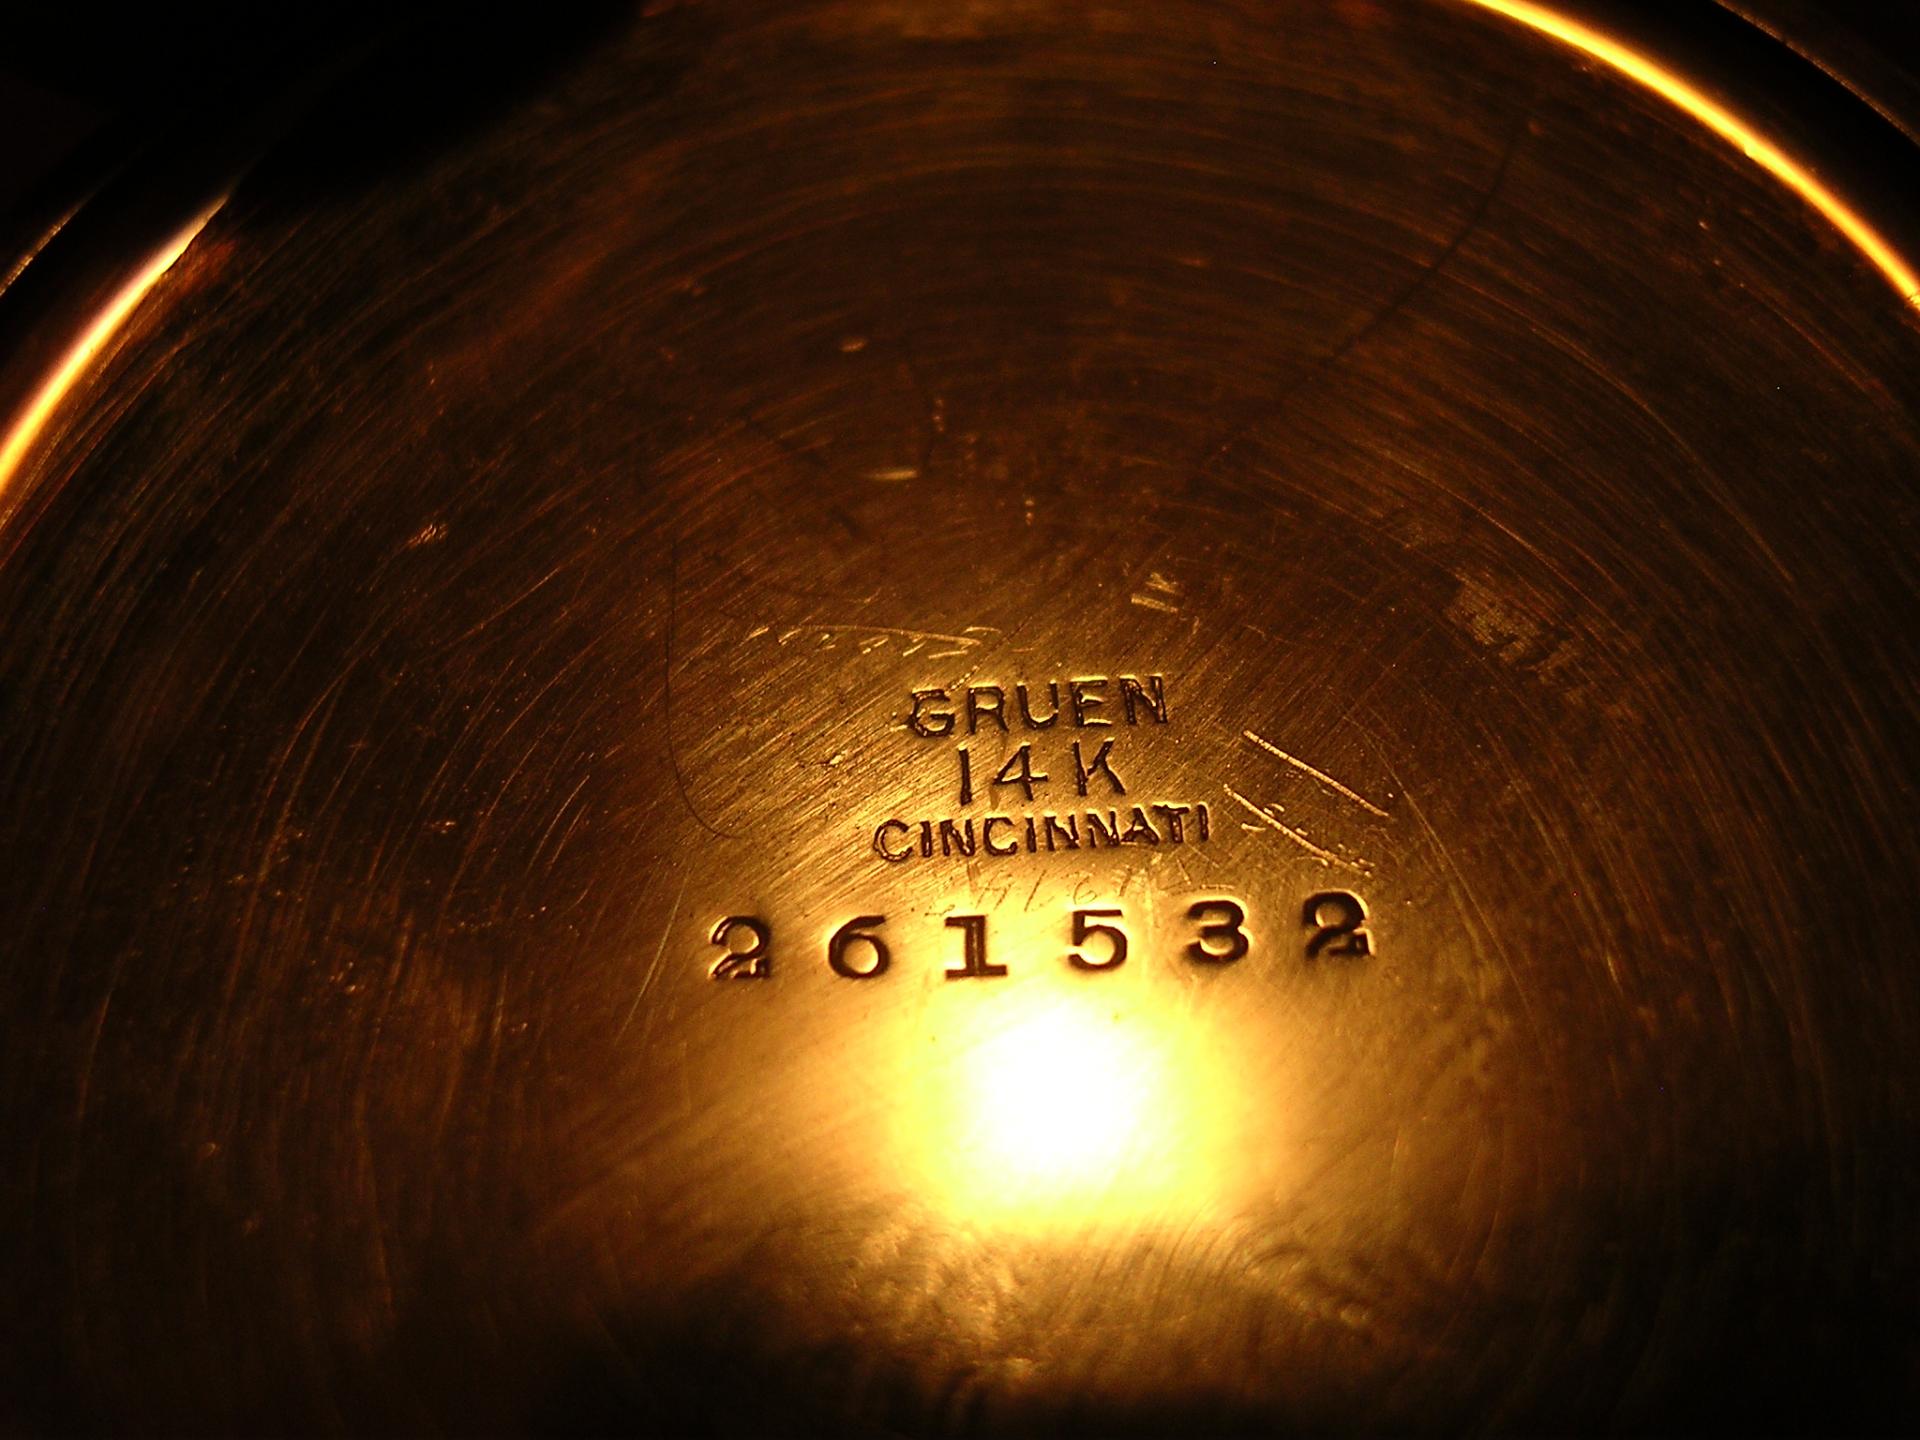 GRUEN
14K
CINCINNATI
261532